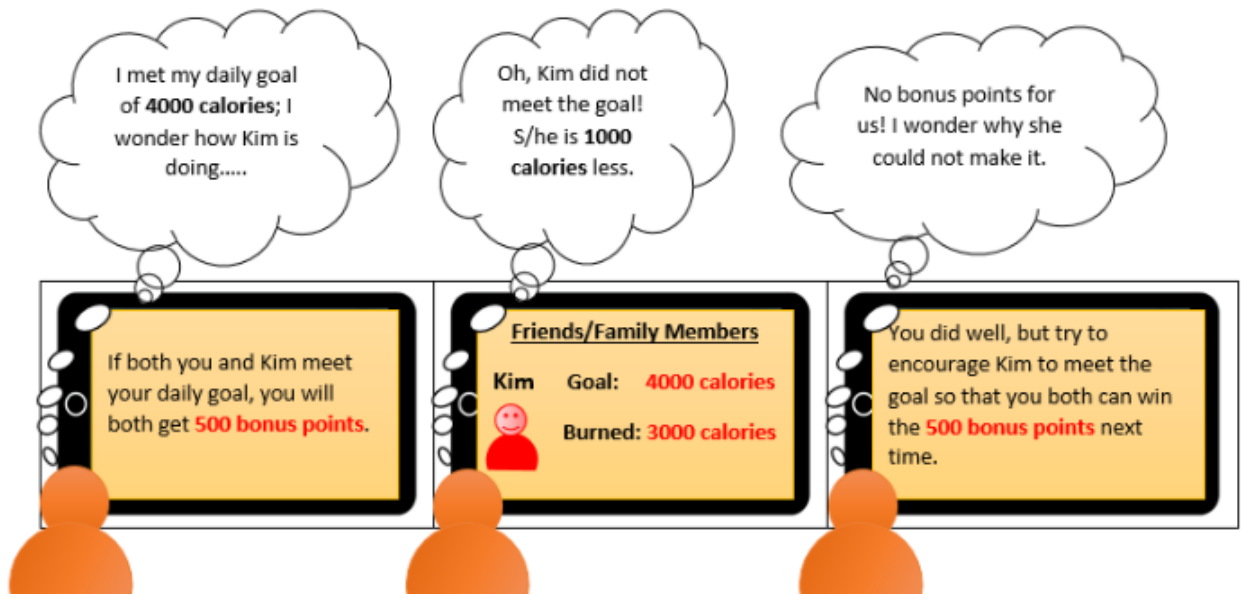 I met my daily goal
of 4000 calories; I
wonder how Kim is
doing.....
If both you and Kim meet
your daily goal, you will
both get 500 bonus points.
Oh, Kim did not
meet the goal!
S/he is 1000
calories less.
Friends/Family Members
Kim Goal: 4000 calories
Burned: 3000 calories
No bonus points for
us! I wonder why she
could not make it.
You did well, but try to
encourage Kim to meet the
goal so that you both can win
the 500 bonus points next
time.